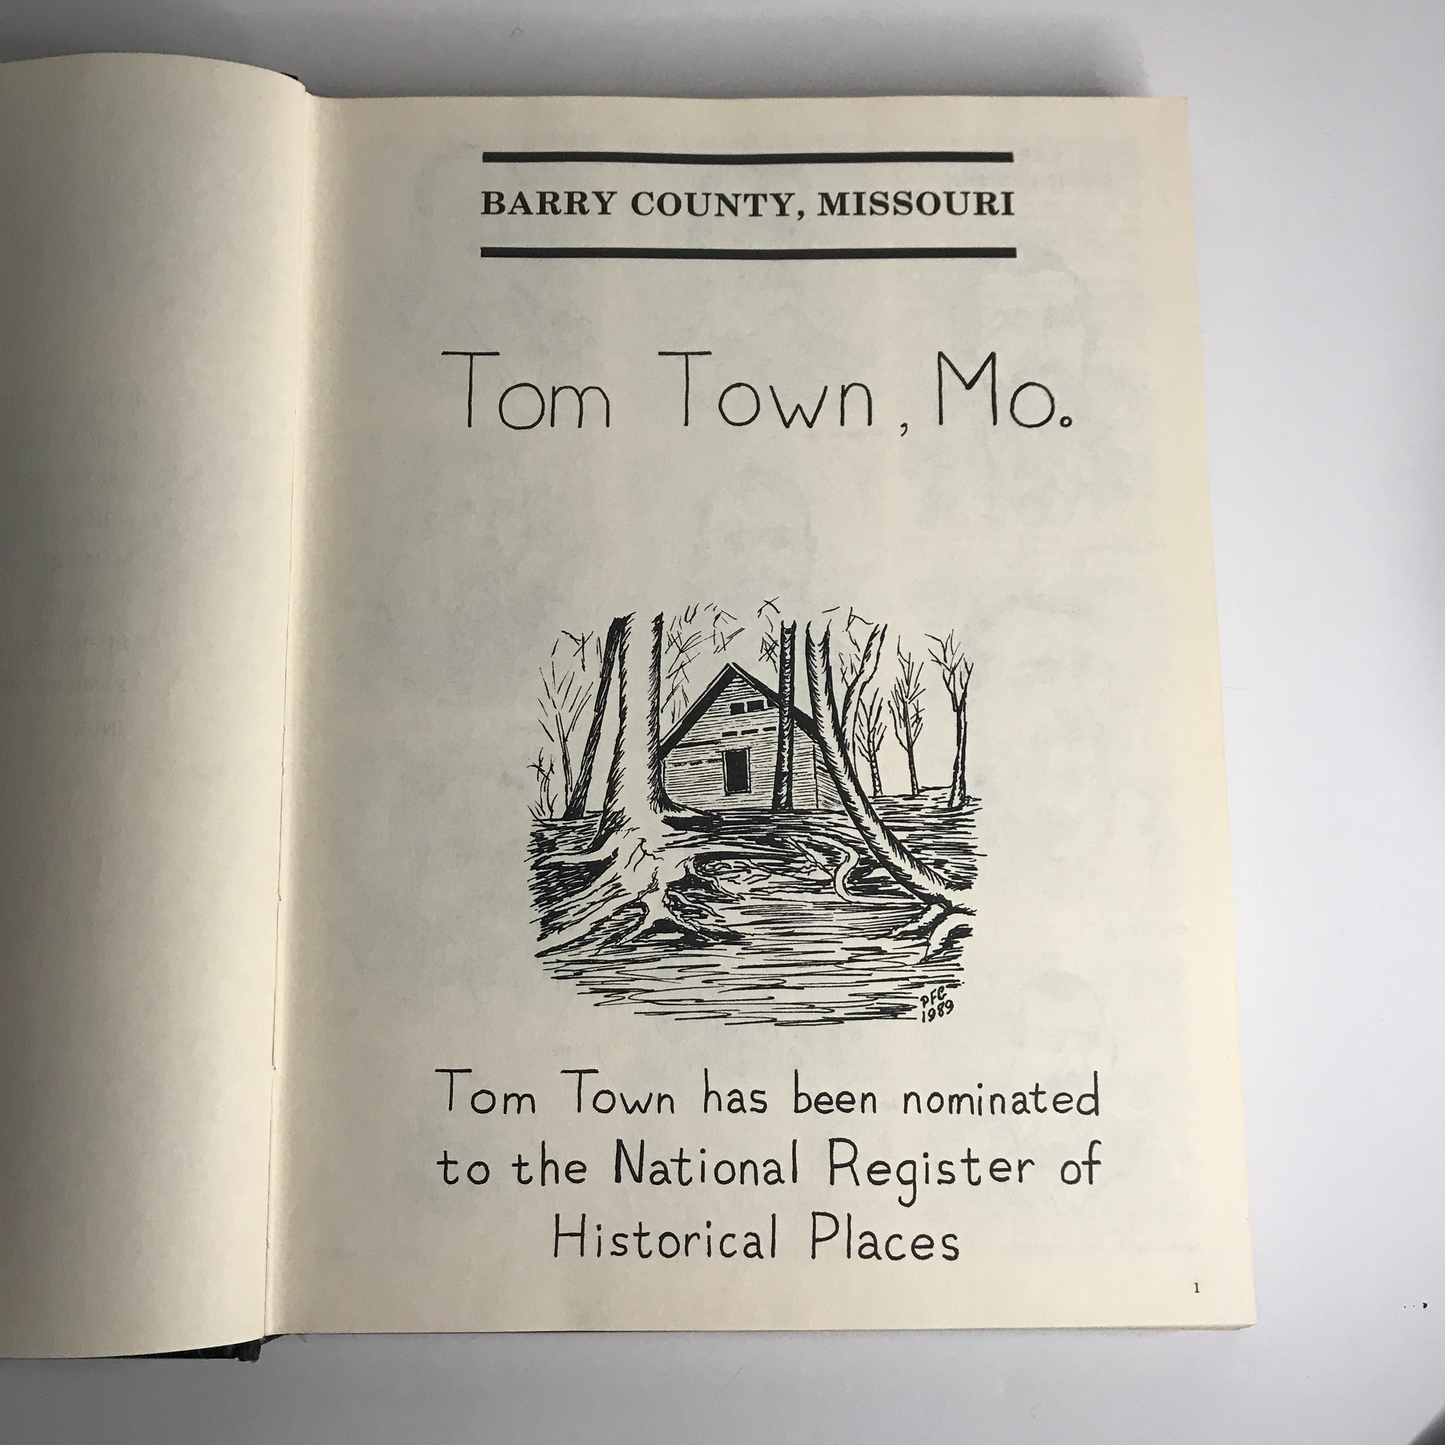 BARRY COUNTY, MISSOURI
Tom Town, Mo.
PFC
1989
Tom Town has been nominated
to the National Register of
Historical Places
1